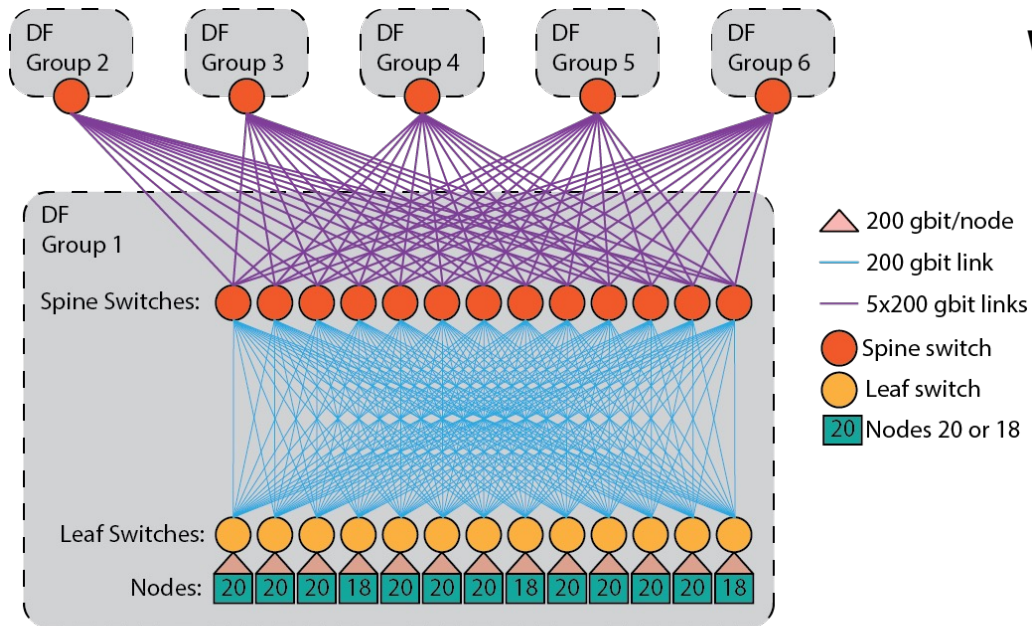 DF
Group 2
DF
Group 3
DF
Group 4
DF
Group 5
DF
Group 6
DF
Group 1
Spine Switches:
Leaf Switches:
Nodes:
20 20 20 18 20 20 20 18 20 20 20 20 18
200 gbit/node
200 gbit link
5x200 gbit links
Spine switch
Leaf switch
20 Nodes 20 or 18